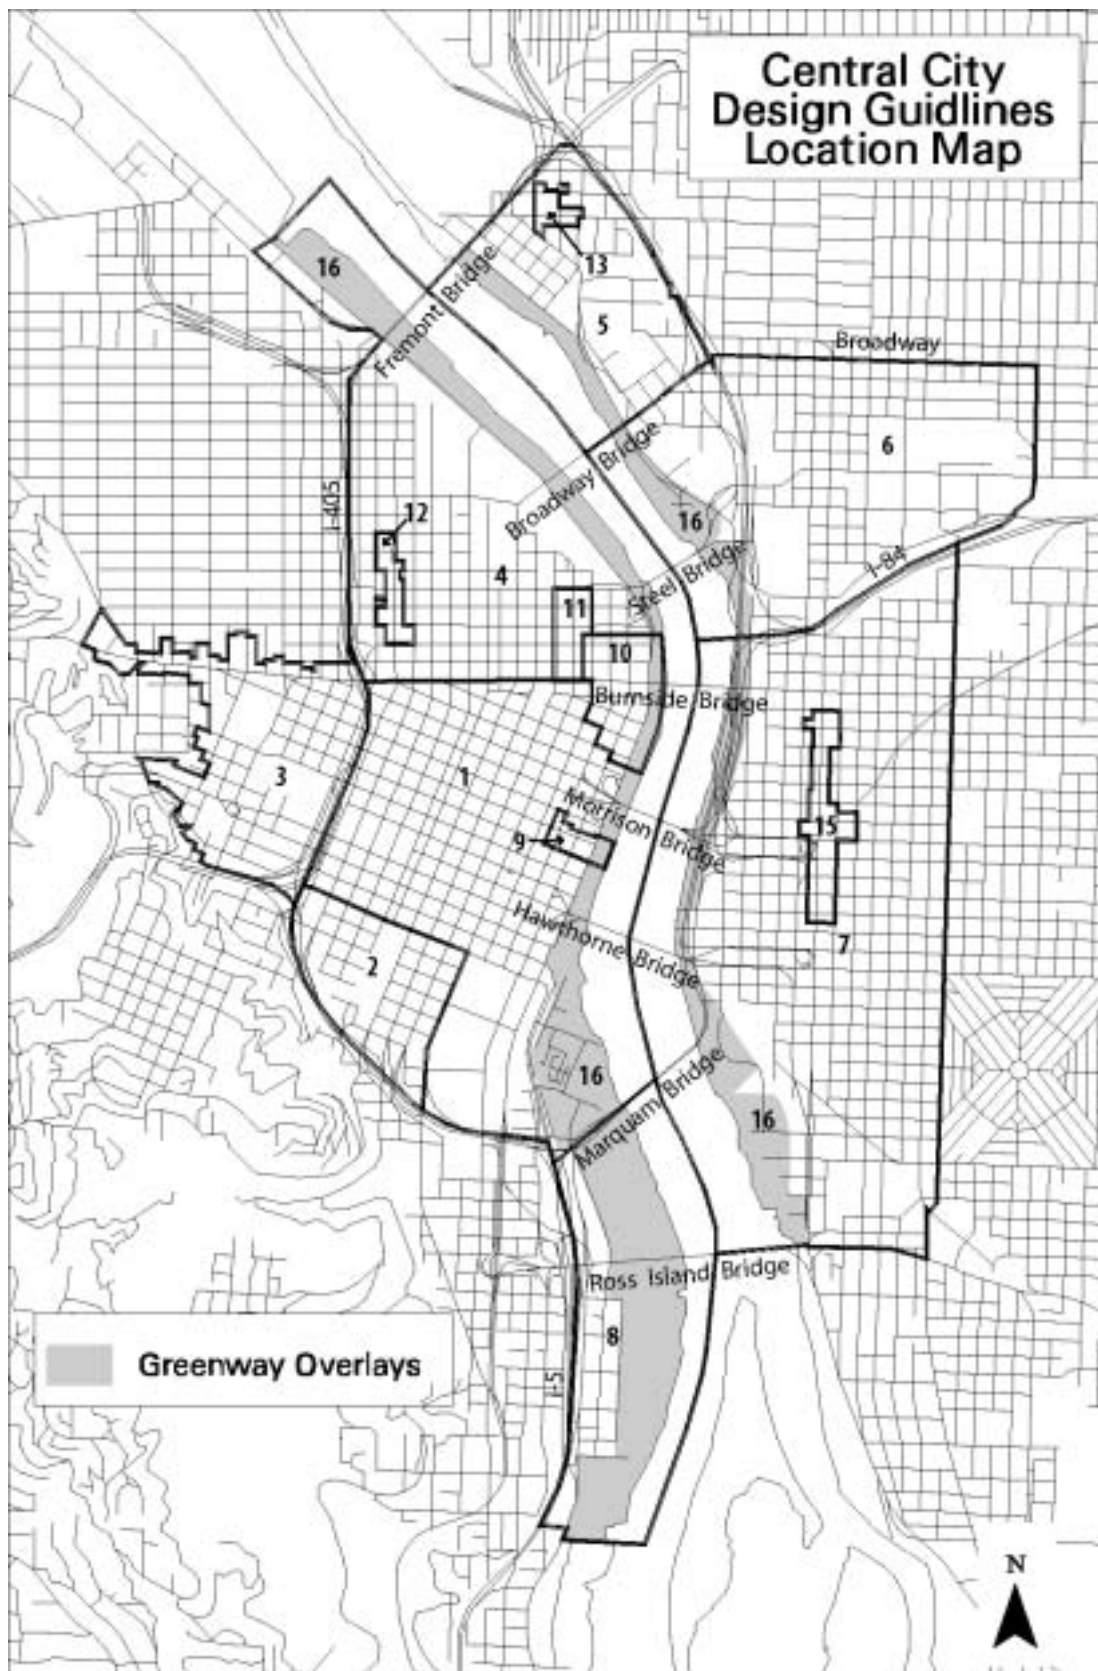 Central City
Design Guidlines
Location Map
16
13
Fremont Bridge
5
Broadway
6
Broadway Bridge
I-405
12
16
4
Steel Bridge
I-84
11
10
Burnside Bridge
3
1
Morrison Bridge
15
9
Hawthorne Bridge
7
2
16
Marquam Bridge
16
Ross Island Bridge
8
Greenway Overlays
I-5
N